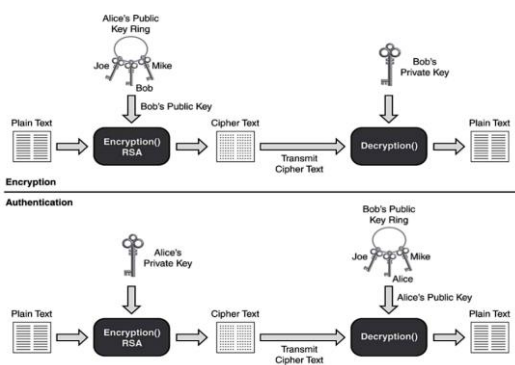 Alice's Public
Key Ring
Joe
Mike
Bob
Bob's Public Key
Bob's
Private Key
Plain Text
Encryption()
RSA
Cipher Text
Transmit
Cipher Text
Decryption()
Plain Text
Encryption
Authentication
Alice's
Private Key
Bob's Public
Key Ring
Joe
Mike
Alice
Alice's Public Key
Plain Text
Encryption()
RSA
Cipher Text
Transmit
Cipher Text
Decryption()
Plain Text